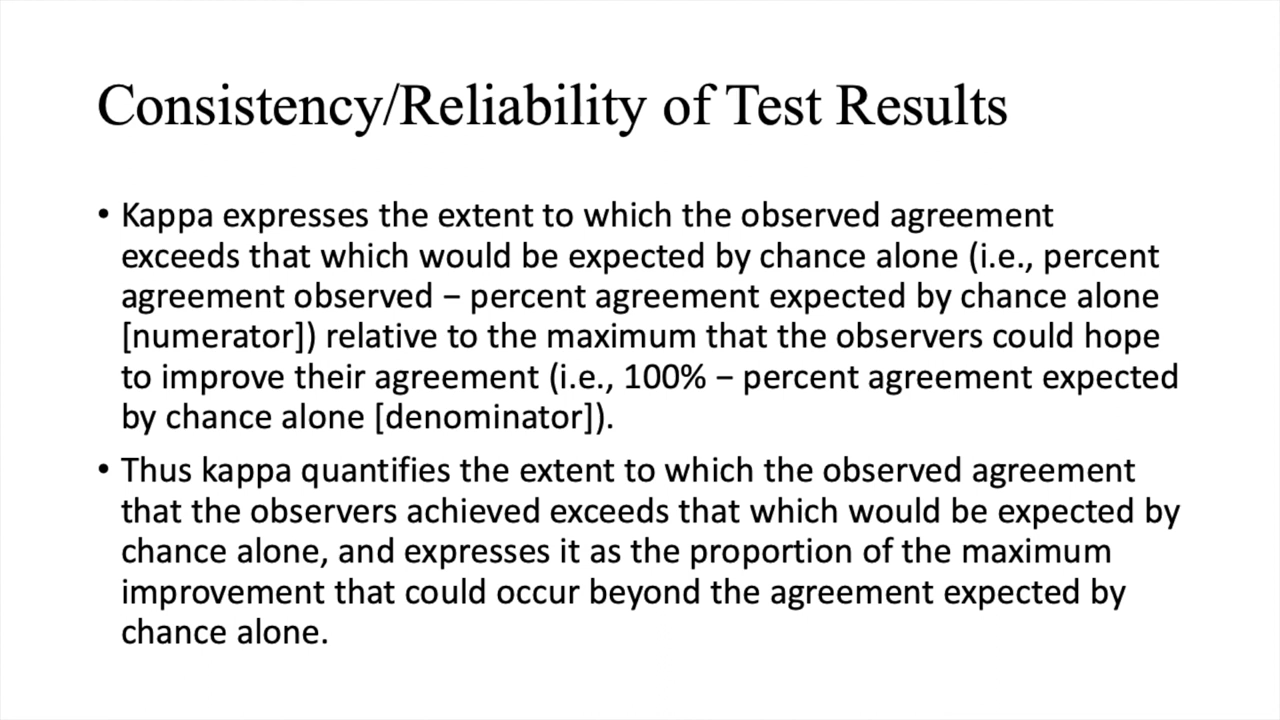 Consistency/Reliability of Test Results
• Kappa expresses the extent to which the observed agreement
exceeds that which would be expected by chance alone (i.e., percent
agreement observed − percent agreement expected by chance alone
[numerator]) relative to the maximum that the observers could hope
to improve their agreement (i.e., 100% − percent agreement expected
by chance alone [denominator]).
• Thus kappa quantifies the extent to which the observed agreement
that the observers achieved exceeds that which would be expected by
chance alone, and expresses it as the proportion of the maximum
improvement that could occur beyond the agreement expected by
chance alone.